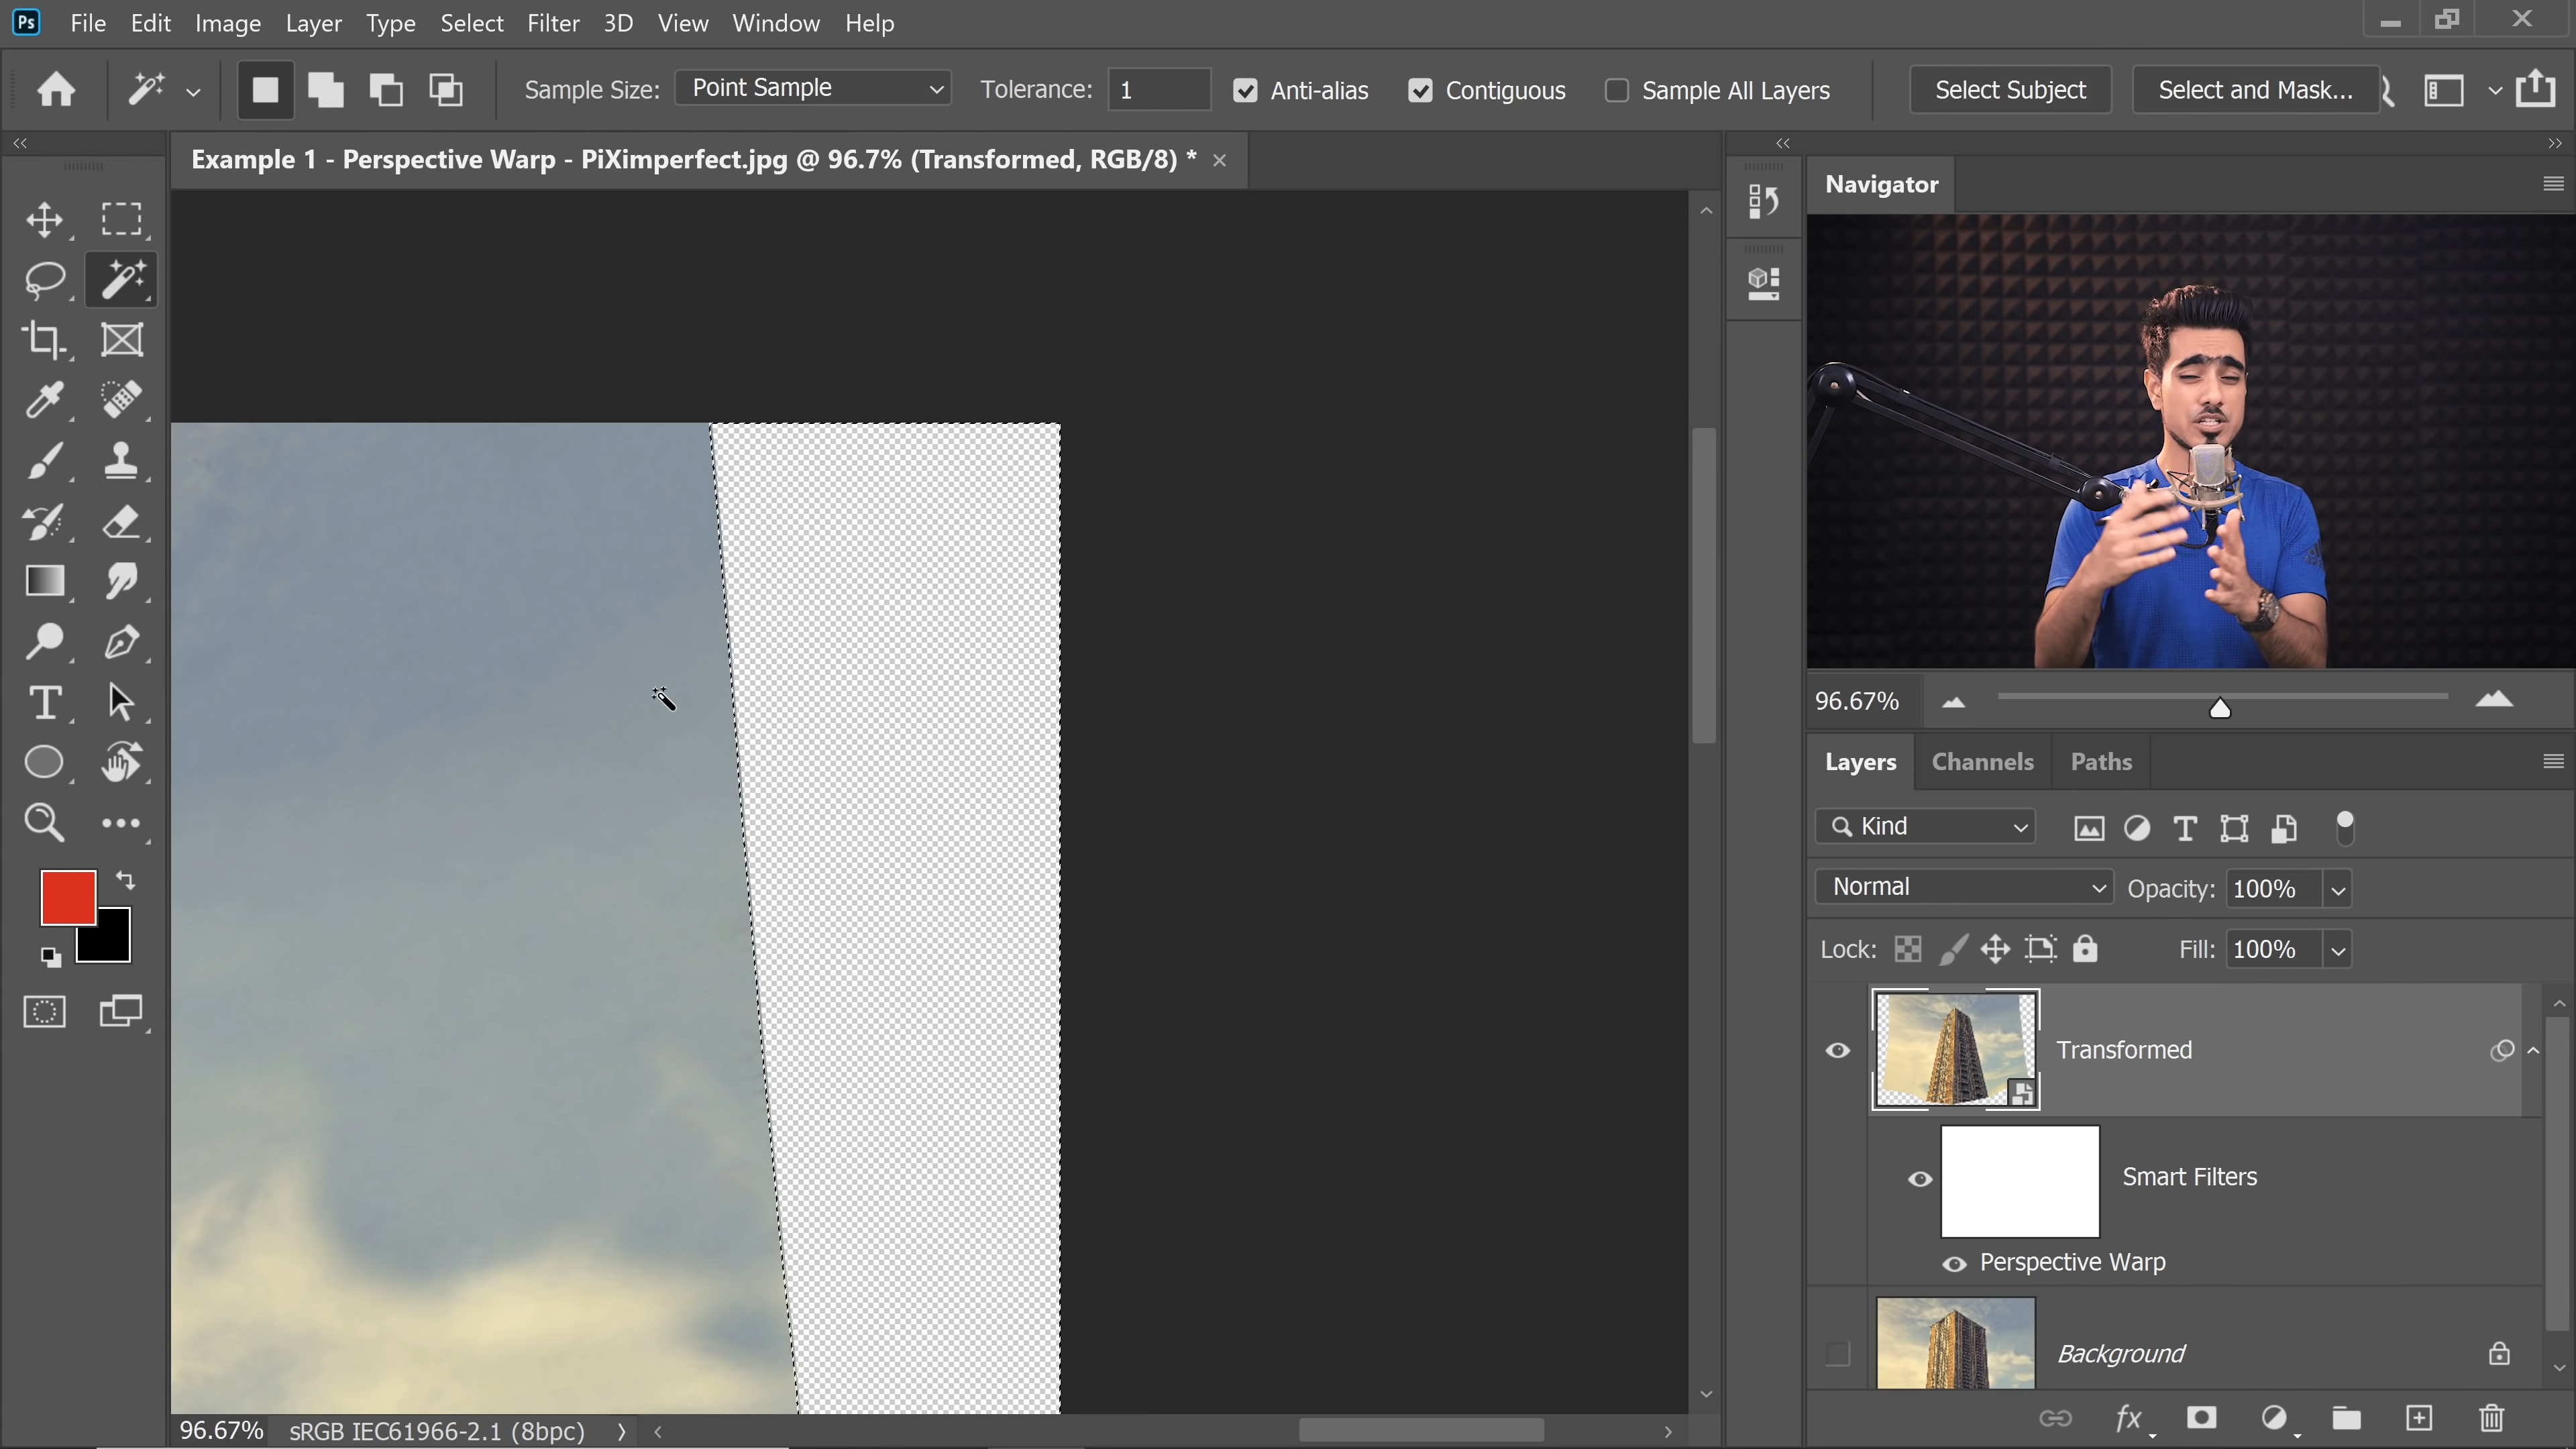 Ps File Edit Image Layer Type Select Filter 3D View Window Help
Sample Size: Point Sample Tolerance: 1 Anti-alias Contiguous Sample All Layers Select Subject Select and Mask...
Example 1 - Perspective Warp - PiXimperfect.jpg @ 96.7% (Transformed, RGB/8) * ×
Navigator
96.67%
Layers Channels Paths
Kind
Normal Opacity: 100%
Lock: Fill: 100%
Transformed
Smart Filters
Perspective Warp
Background
fx
96.67% sRGB IEC61966-2.1 (8bpc)